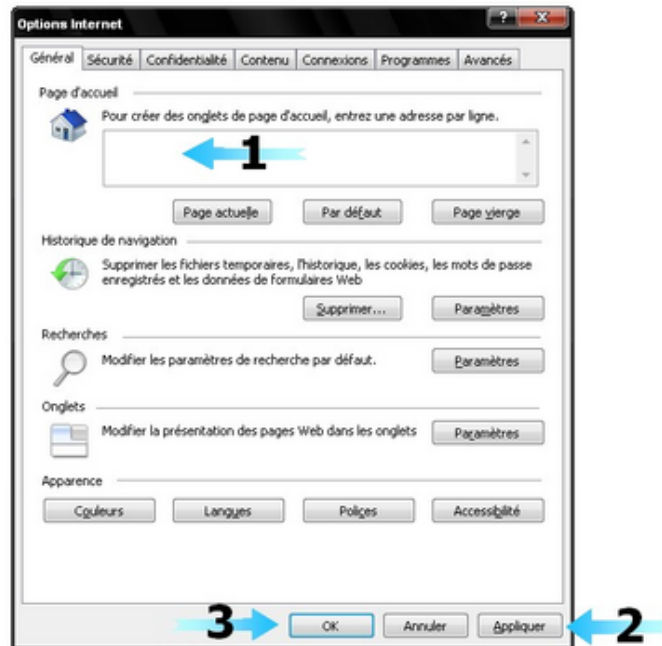 Options Internet
?
X
Général Sécurité Confidentialité Contenu Connexions Programmes Avancés
Page d'accueil
Pour créer des onglets de page d'accueil, entrez une adresse par ligne.
1
Page actuelle Par défaut Page vierge
Historique de navigation
Supprimer les fichiers temporaires, l'historique, les cookies, les mots de passe
enregistrés et les données de formulaires Web
Supprimer... Paramètres
Recherches
Modifier les paramètres de recherche par défaut. Paramètres
Onglets
Modifier la présentation des pages Web dans les onglets Paramètres
Apparence
Couleurs Langues Polices Accessibilité
3 OK Annuler Appliquer 2